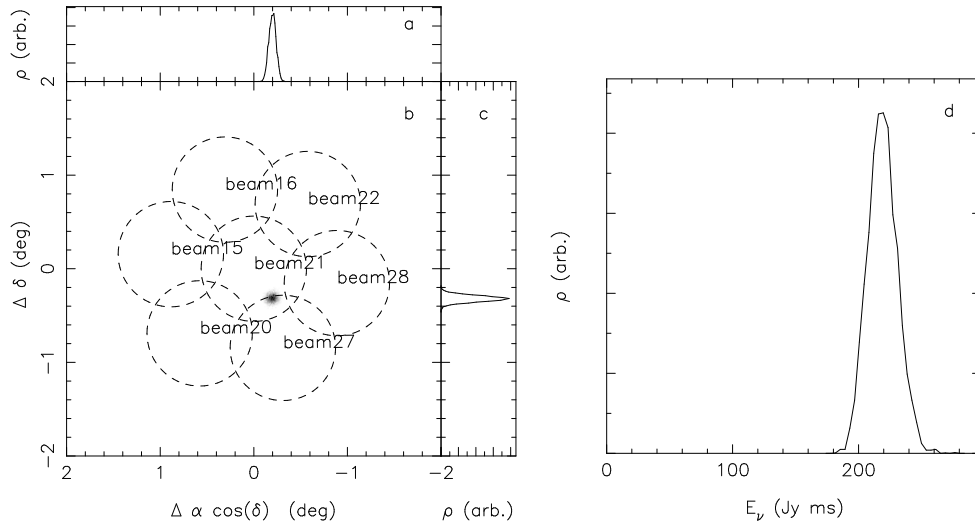 ρ (arb.)
a
2
b
c
d
beam16
beam22
1
beam15
beam21
0
beam28
Δ δ (deg)
beam20
beam27
−1
−2
2 1 0 −1 −2
Δ α cos(δ) (deg)
ρ (arb.)
ρ (arb.)
0 100 200
E_ν (Jy ms)